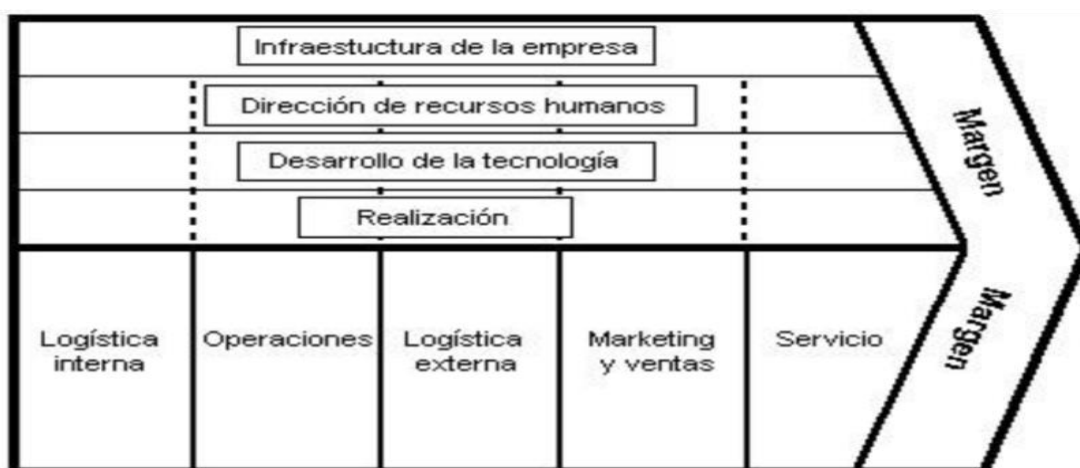 Infraestuctura de la empresa
Dirección de recursos humanos
Desarrollo de la tecnología
Realización
Margen
Logística
interna
Operaciones
Logística
externa
Marketing
y ventas
Servicio
Margen